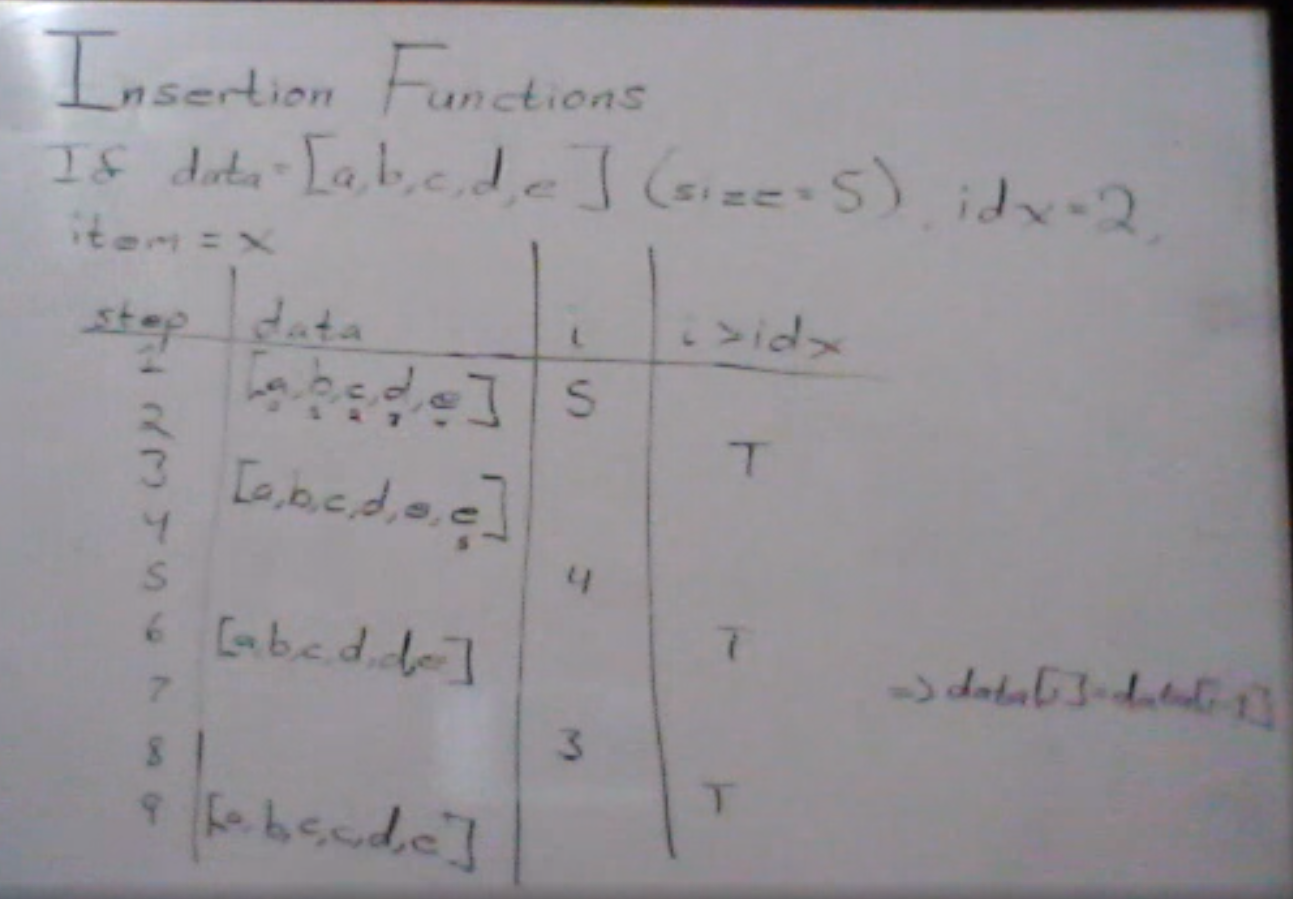 Insertion Functions
If data=[a,b,c,d,e] (size=5), idx=2,
item = x
step data i i>idx
1 [a,b,c,d,e] 5
2 T
3 [a,b,c,d,e,e]
4
5 4
6 [a,b,c,d,d,e] T
7 => data[i]=data[i-1]
8 3
9 [a,b,c,c,d,e] T